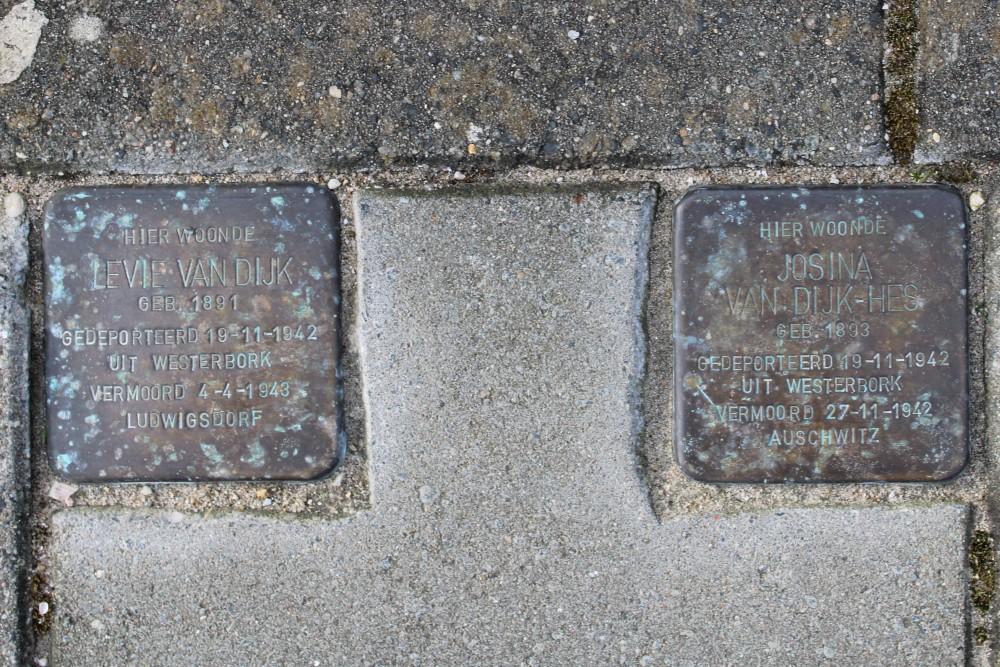 HIER WOONDE
LEVIE VAN DIJK
GEB. 1891
GEDEPORTEERD 19-11-1942
UIT WESTERBORK
VERMOORD 4-4-1943
LUDWIGSDORF
HIER WOONDE
JOSINA
VAN DIJK-HES
GEB. 1893
GEDEPORTEERD 19-11-1942
UIT WESTERBORK
VERMOORD 27-11-1942
AUSCHWITZ